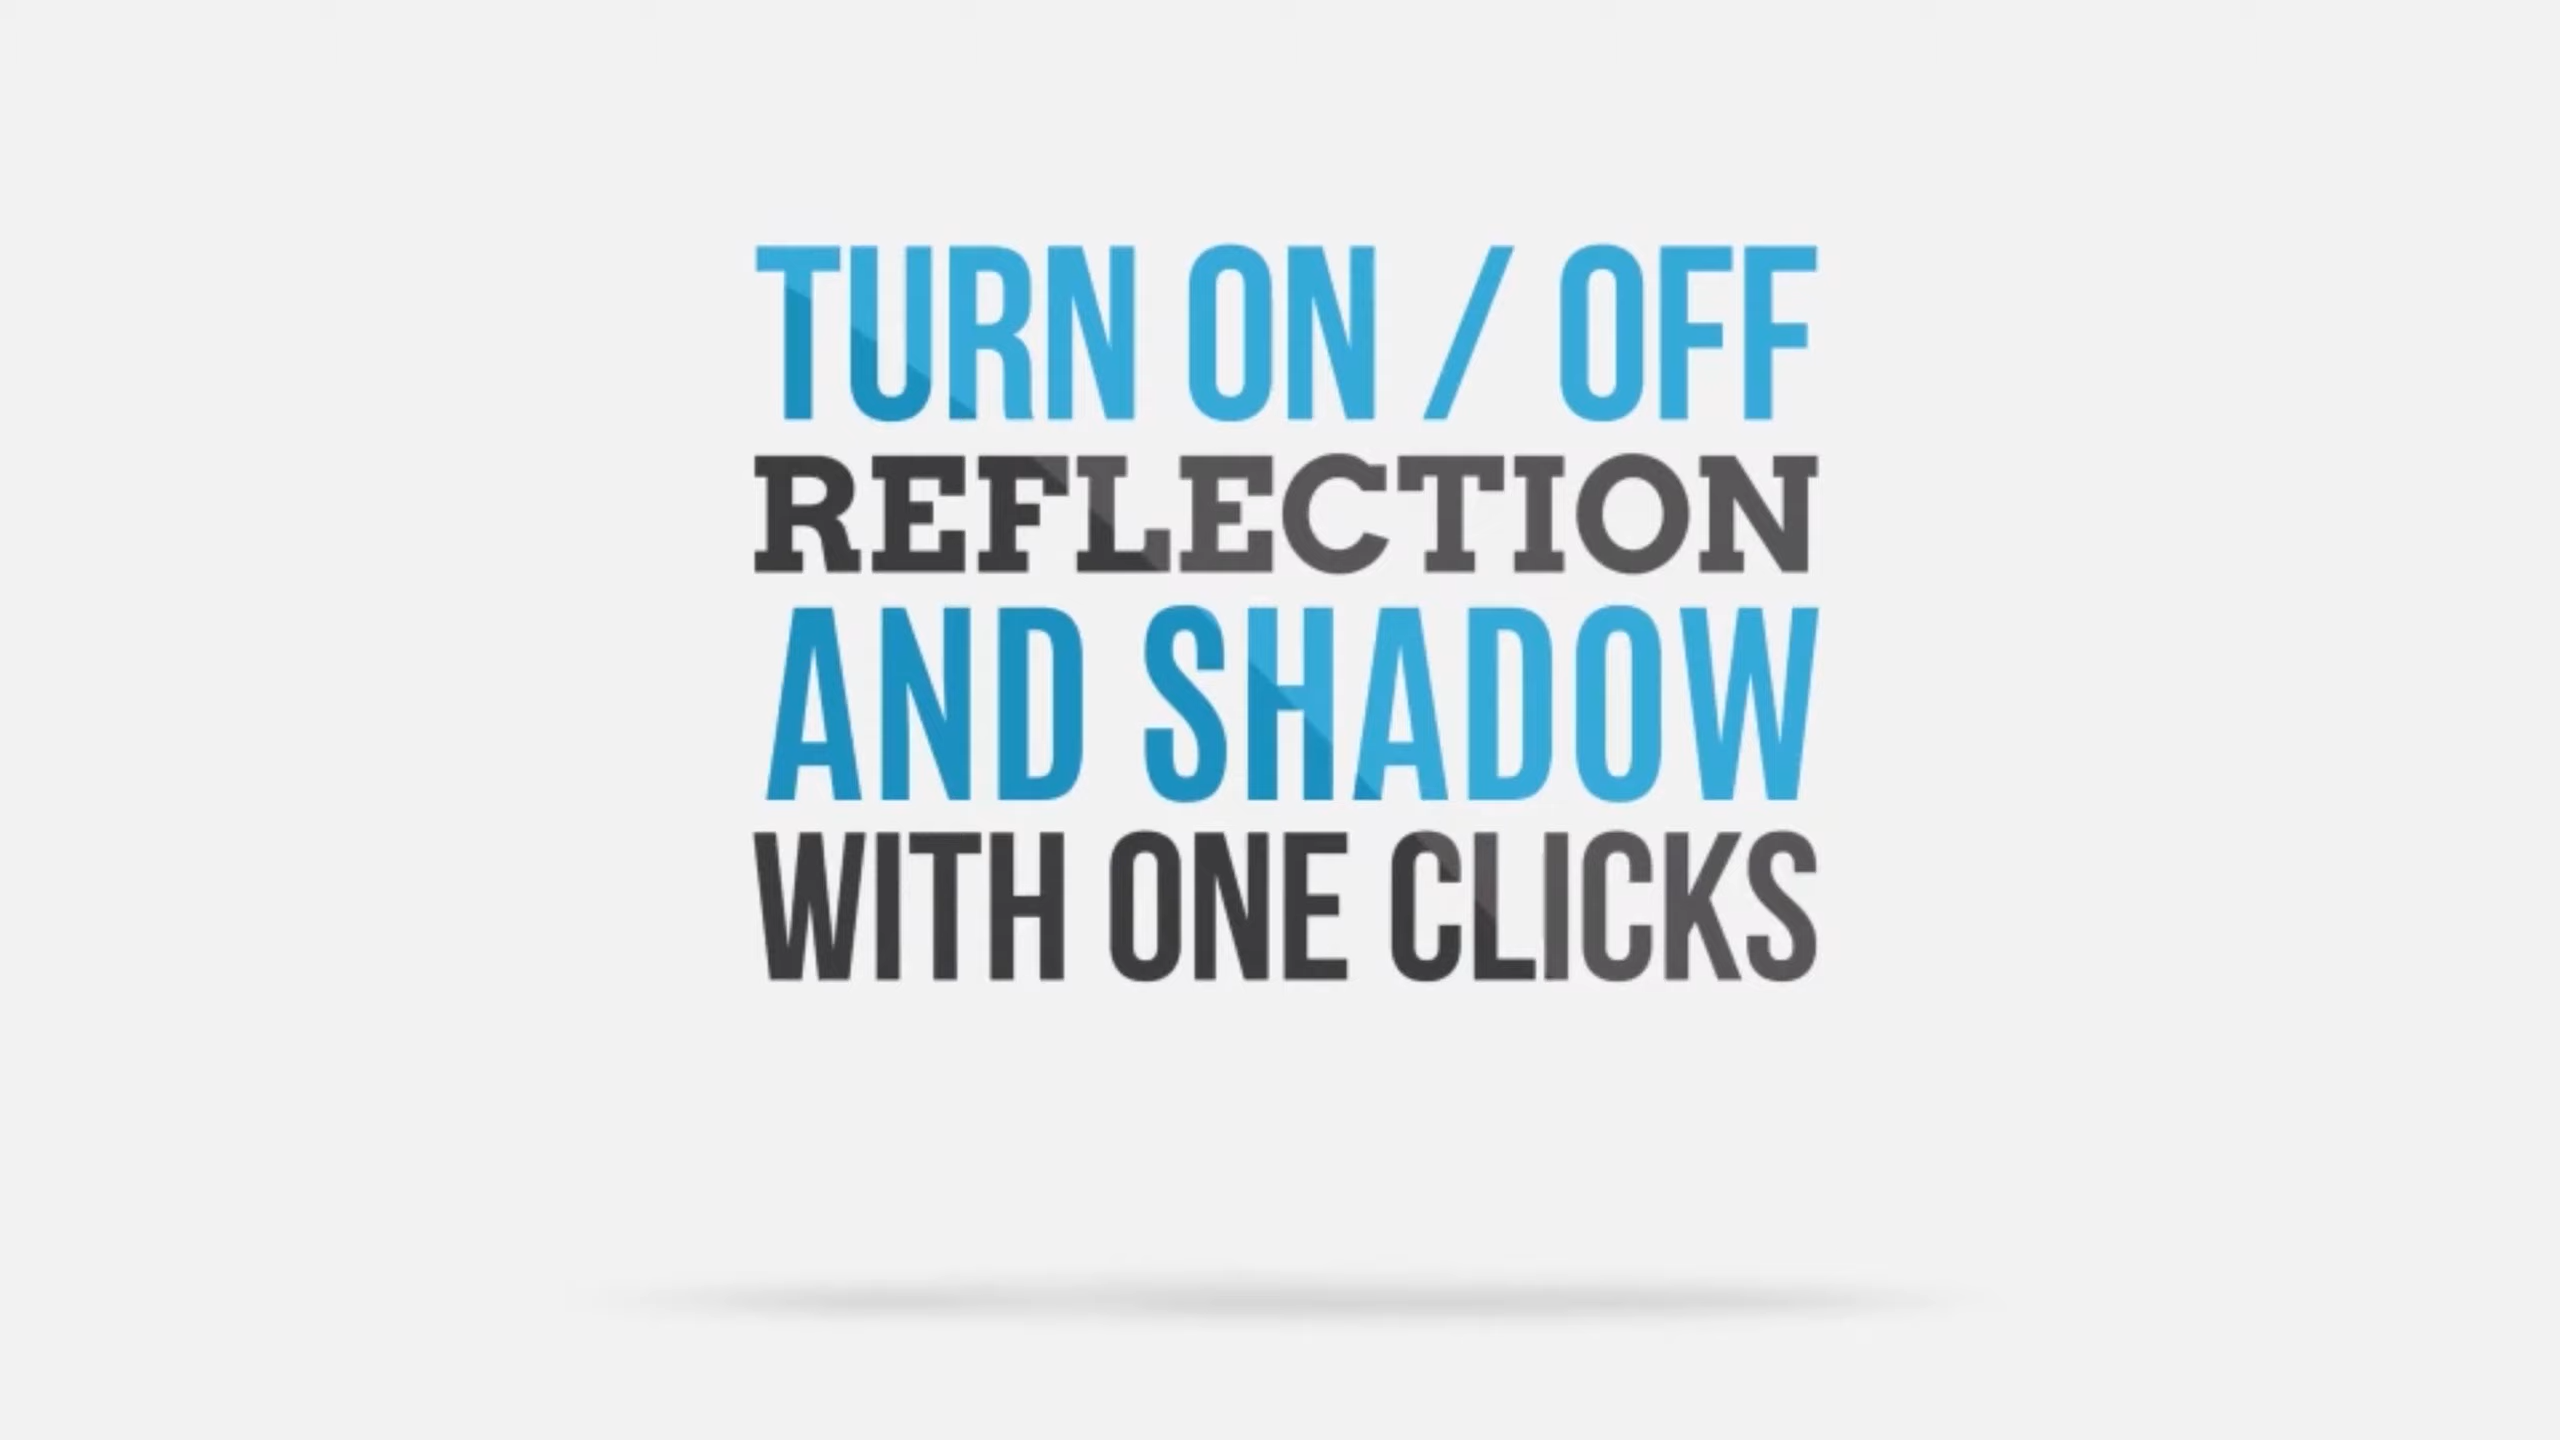 TURN ON / OFF
REFLECTION
AND SHADOW
WITH ONE CLICKS